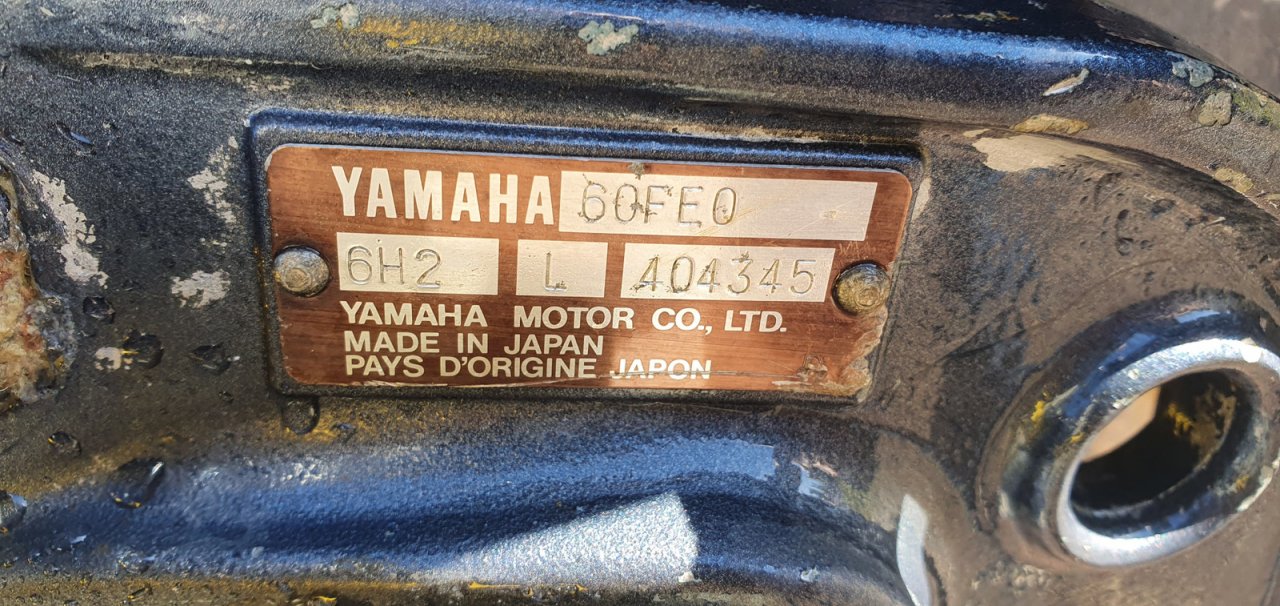 YAMAHA 60FEO
6H2 L 404345
YAMAHA MOTOR CO., LTD.
MADE IN JAPAN
PAYS D'ORIGINE JAPON